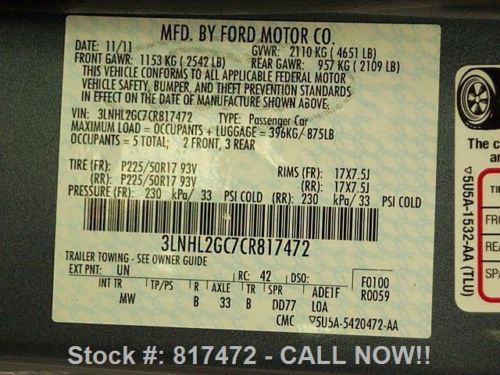 MFD. BY FORD MOTOR CO.
DATE: 11/11 GVWR: 2110 KG ( 4651 LB)
FRONT GAWR: 1153 KG ( 2542 LB) REAR GAWR: 957 KG ( 2109 LB)
THIS VEHICLE CONFORMS TO ALL APPLICABLE FEDERAL MOTOR
VEHICLE SAFETY, BUMPER, AND THEFT PREVENTION STANDARDS
IN EFFECT ON THE DATE OF MANUFACTURE SHOWN ABOVE.
VIN: 3LNHL2GC7CR817472 TYPE: Passenger Car
MAXIMUM LOAD = OCCUPANTS + LUGGAGE = 396KG/ 875LB
OCCUPANTS = 5 TOTAL; 2 FRONT, 3 REAR
TIRE (FR): P225/50R17 93V RIMS (FR): 17X7.5J
(RR): P225/50R17 93V (RR): 17X7.5J
PRESSURE (FR): 230 kPa/ 33 PSI COLD (RR): 230 kPa/ 33 PSI COLD
3LNHL2GC7CR817472
TRAILER TOWING - SEE OWNER GUIDE
EXT PNT: UN RC: 42 DSO: F0100
R0059
INT TR TP/PS R AXLE TR SPR ADE1F
MW B 33 B DD77 L0A
CMC ▽5U5A-5420472-AA
The c
a
TI
FRO
REA
SPA
▽5U5A-1532-AA (TLU)
Stock #: 817472 - CALL NOW!!